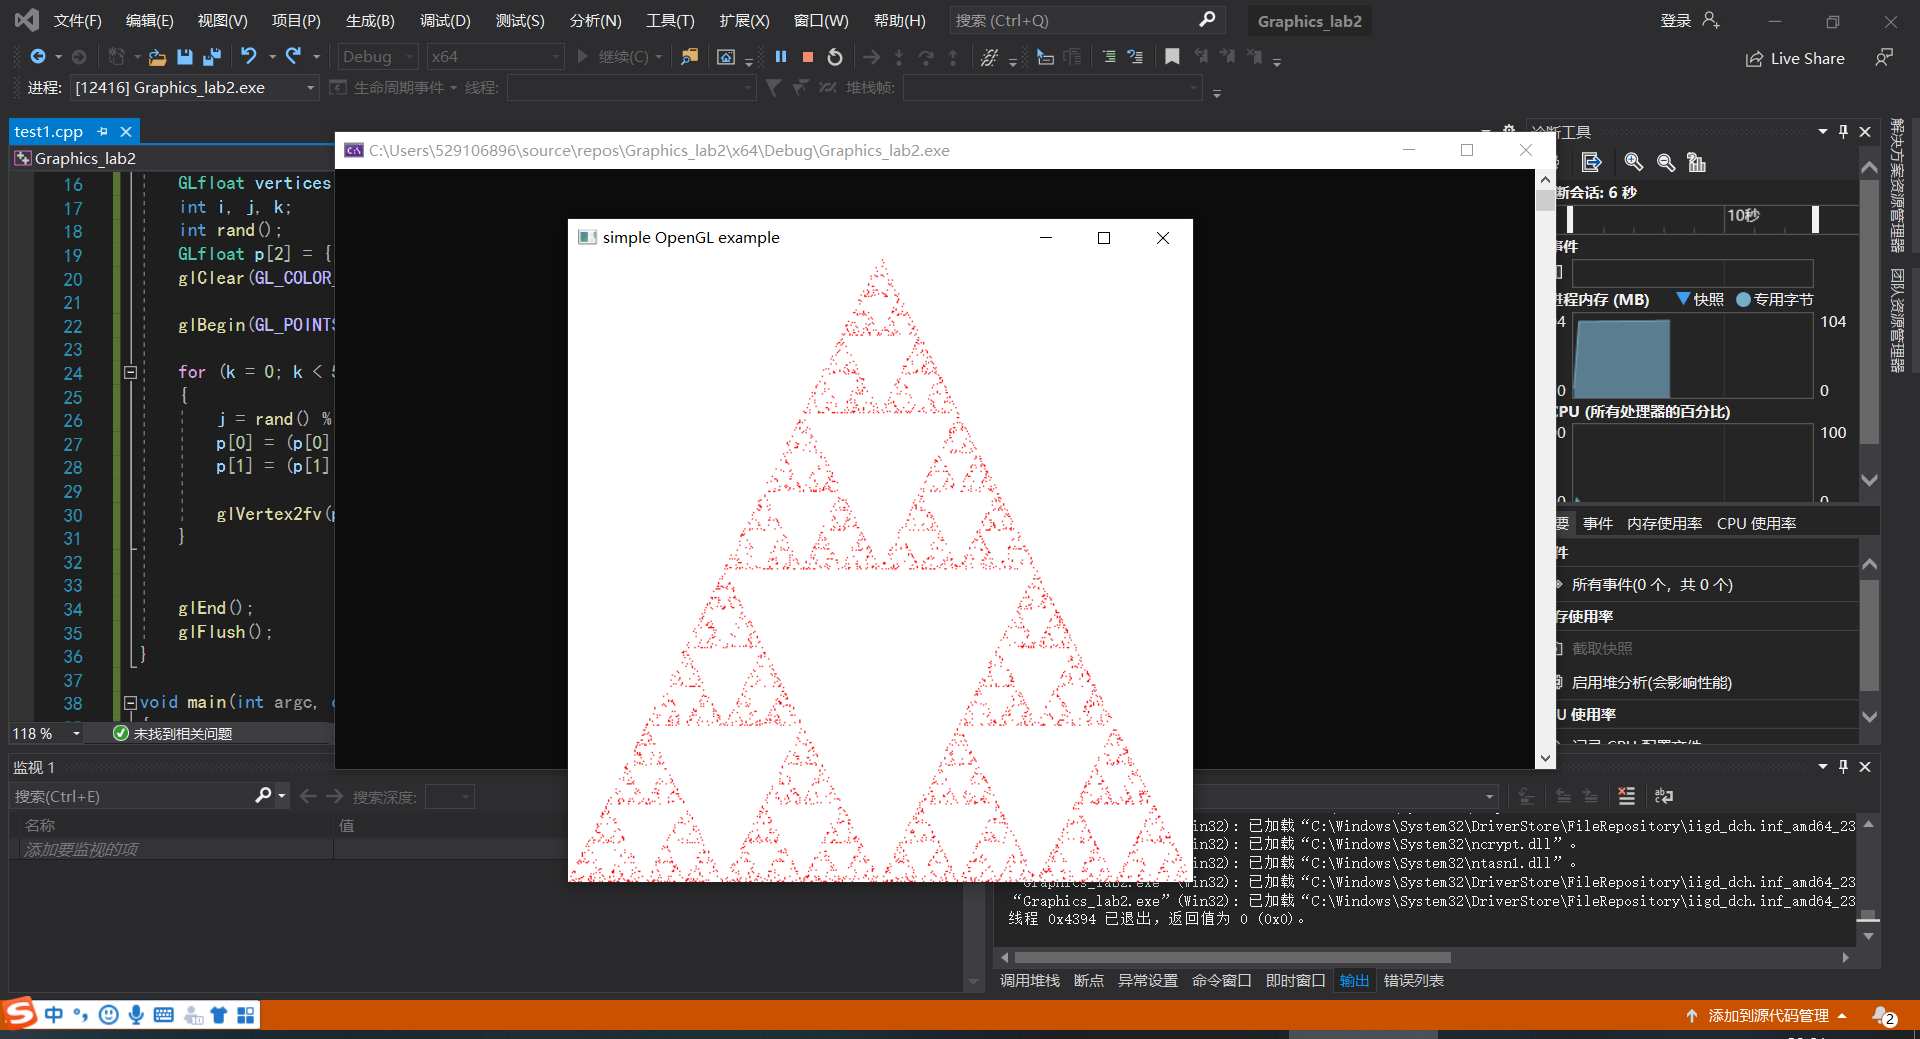 文件(F) 编辑(E) 视图(V) 项目(P) 生成(B) 调试(D) 测试(S) 分析(N) 工具(T) 扩展(X) 窗口(W) 帮助(H) 搜索 (Ctrl+Q) Graphics_lab2 登录
Debug x64 继续(C) Live Share
进程: [12416] Graphics_lab2.exe 生命周期事件 线程: 堆栈帧:
test1.cpp
Graphics_lab2
C:\Users\529106896\source\repos\Graphics_lab2\x64\Debug\Graphics_lab2.exe
simple OpenGL example
16 GLfloat vertices
17 int i, j, k;
18 int rand();
19 GLfloat p[2] = {
20 glClear(GL_COLOR_
21
22 glBegin(GL_POINTS
23
24 for (k = 0; k < 5
25 {
26 j = rand() %
27 p[0] = (p[0]
28 p[1] = (p[1]
29
30 glVertex2fv(p
31 }
32
33
34 glEnd();
35 glFlush();
36 }
37
38 void main(int argc, c
118 % 未找到相关问题
诊断工具
断会话: 6 秒
10秒
事件
进程内存 (MB) 快照 专用字节
4 104
0 0
CPU (所有处理器的百分比)
0 100
0 0
要 事件 内存使用率 CPU 使用率
件
所有事件(0 个，共 0 个)
存使用率
截取快照
启用堆分析(会影响性能)
U 使用率
记录 CPU 配置文件
解决方案资源管理器
团队资源管理器
监视 1
搜索(Ctrl+E) 搜索深度:
名称 值
添加要监视的项
in32): 已加载“C:\Windows\System32\DriverStore\FileRepository\iigd_dch.inf_amd64_23
in32): 已加载“C:\Windows\System32\ncrypt.dll”。
in32): 已加载“C:\Windows\System32\ntasn1.dll”。
“Graphics_lab2.exe”(Win32): 已加载“C:\Windows\System32\DriverStore\FileRepository\iigd_dch.inf_amd64_23
“Graphics_lab2.exe”(Win32): 已加载“C:\Windows\System32\DriverStore\FileRepository\iigd_dch.inf_amd64_23
线程 0x4394 已退出，返回值为 0 (0x0)。
调用堆栈 断点 异常设置 命令窗口 即时窗口 输出 错误列表
中 添加到源代码管理 2